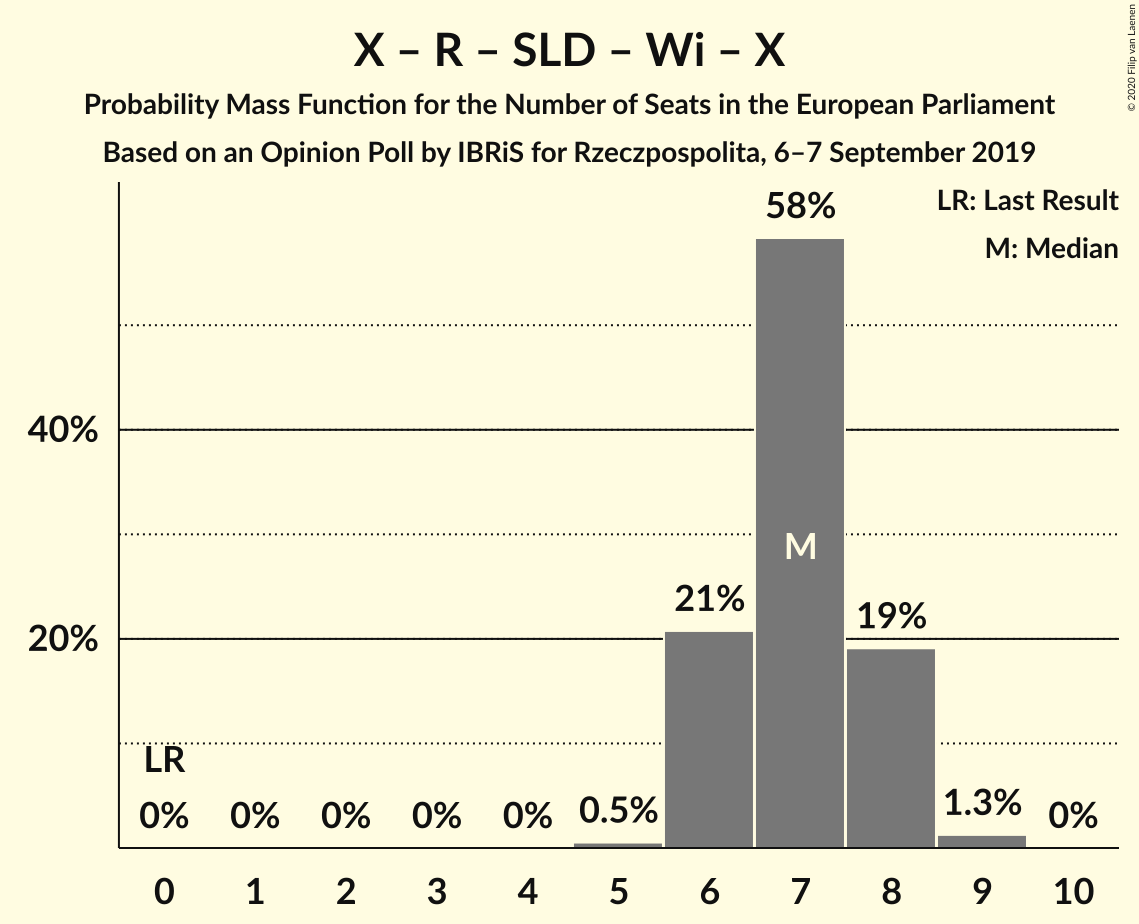 X – R – SLD – Wi – X
Probability Mass Function for the Number of Seats in the European Parliament
Based on an Opinion Poll by IBRiS for Rzeczpospolita, 6–7 September 2019
© 2020 Filip van Laenen
LR: Last Result
M: Median
58%
40%
M
21%
19%
20%
LR
0%
0%
0%
0%
0%
0.5%
1.3%
0%
0 1 2 3 4 5 6 7 8 9 10